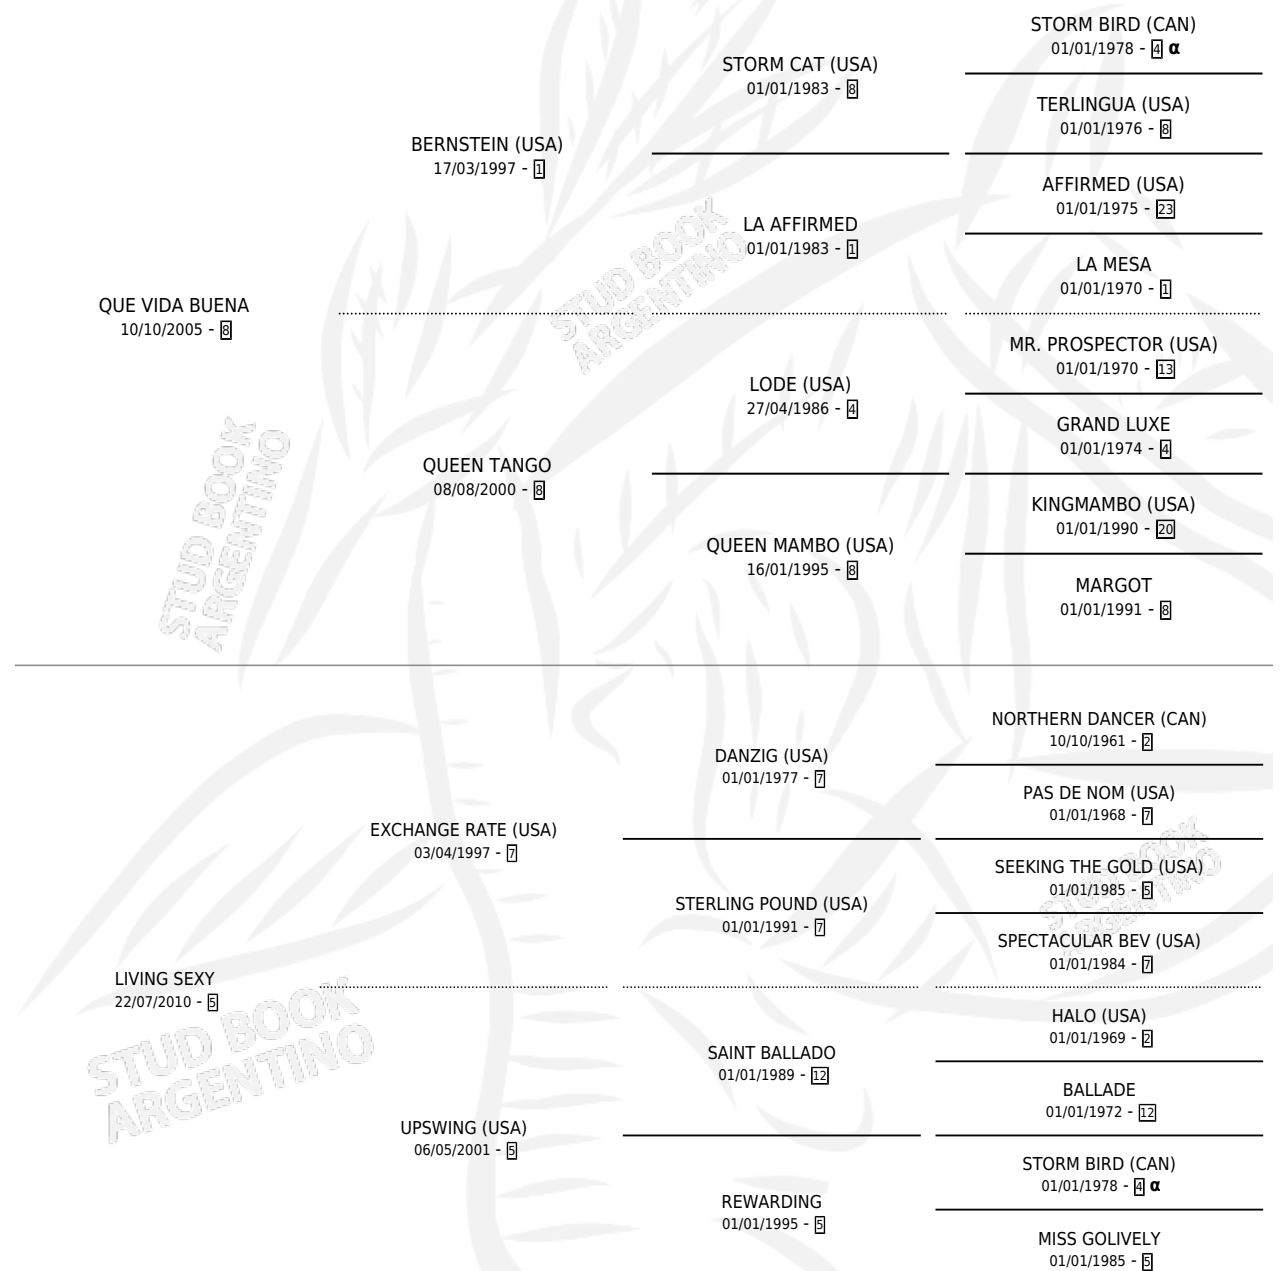 STORM BIRD (CAN)
01/01/1978 - 4 α
STORM CAT (USA)
01/01/1983 - 8
TERLINGUA (USA)
01/01/1976 - 8
BERNSTEIN (USA)
17/03/1997 - 1
AFFIRMED (USA)
01/01/1975 - 23
LA AFFIRMED
01/01/1983 - 1
LA MESA
01/01/1970 - 1
QUE VIDA BUENA
10/10/2005 - 8
MR. PROSPECTOR (USA)
01/01/1970 - 13
LODE (USA)
27/04/1986 - 4
GRAND LUXE
01/01/1974 - 4
QUEEN TANGO
08/08/2000 - 8
KINGMAMBO (USA)
01/01/1990 - 20
QUEEN MAMBO (USA)
16/01/1995 - 8
MARGOT
01/01/1991 - 8
STUD BOOK
ARGENTINO
STUD BOOK
ARGENTINO
NORTHERN DANCER (CAN)
10/10/1961 - 2
DANZIG (USA)
01/01/1977 - 7
PAS DE NOM (USA)
01/01/1968 - 7
EXCHANGE RATE (USA)
03/04/1997 - 7
SEEKING THE GOLD (USA)
01/01/1985 - 5
STERLING POUND (USA)
01/01/1991 - 7
SPECTACULAR BEV (USA)
01/01/1984 - 7
LIVING SEXY
22/07/2010 - 5
HALO (USA)
01/01/1969 - 2
SAINT BALLADO
01/01/1989 - 12
BALLADE
01/01/1972 - 12
UPSWING (USA)
06/05/2001 - 5
STORM BIRD (CAN)
01/01/1978 - 4 α
REWARDING
01/01/1995 - 5
MISS GOLIVELY
01/01/1985 - 5
STUD BOOK
ARGENTINO
STUD BOOK
ARGENTINO